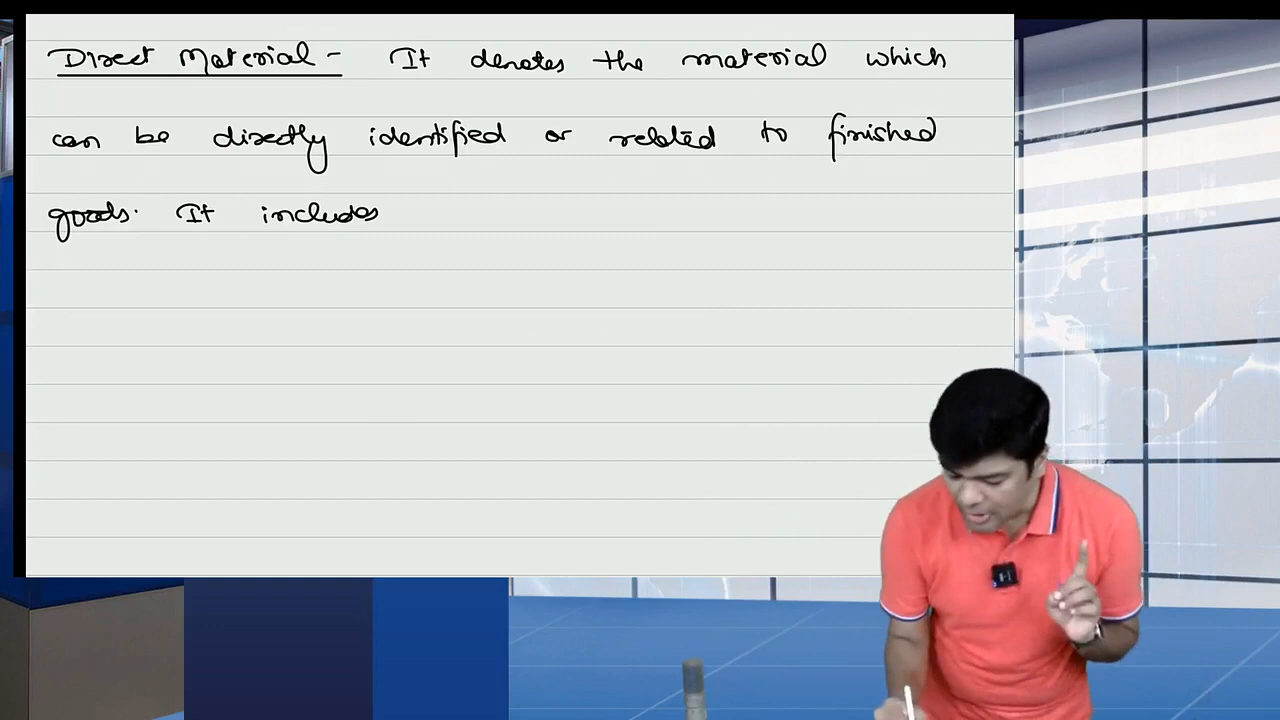 Direct Material - It denotes the material which
can be directly identified or related to finished
goods. It includes